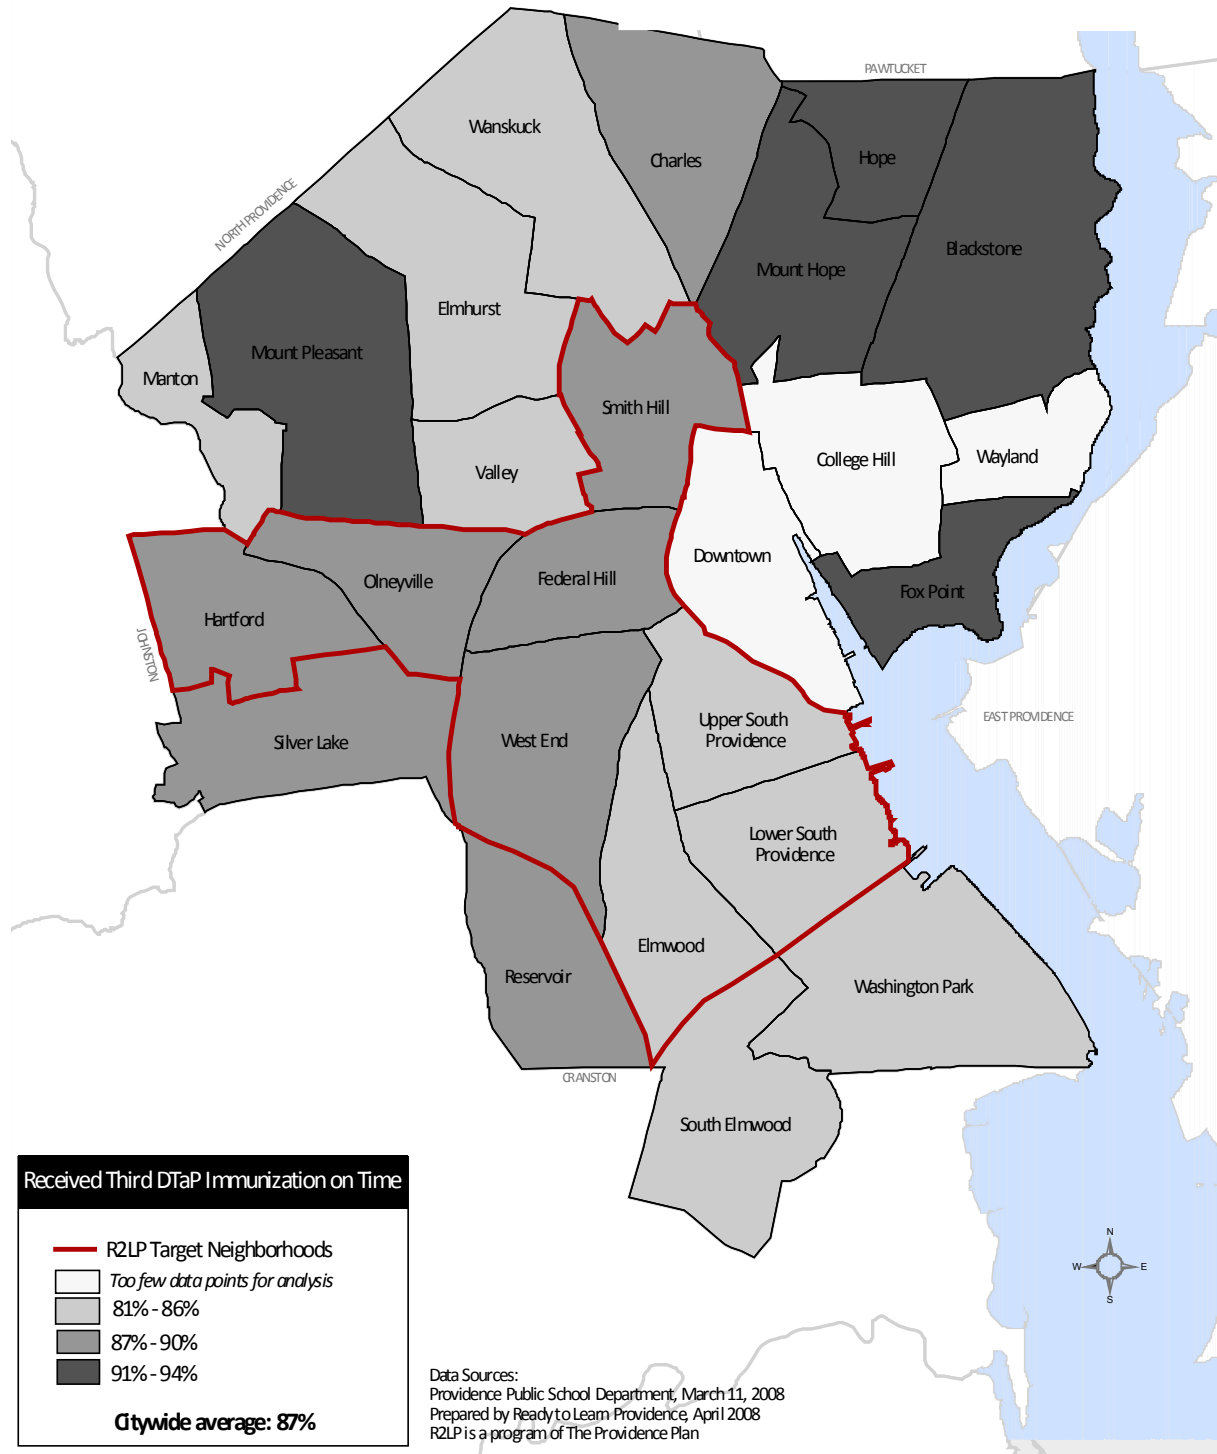 PAWTUCKET
Wanskuck
Charles
Hope
NORTH PROVIDENCE
Blackstone
Mount Hope
Elmhurst
Mount Pleasant
Manton
Smith Hill
Valley
College Hill
Wayland
Downtown
Olneyville
Federal Hill
Fox Point
Hartford
JOHNSTON
EAST PROVIDENCE
Upper South
Providence
West End
Silver Lake
Lower South
Providence
Elmwood
Reservoir
Washington Park
CRANSTON
South Elmwood
Received Third DTaP Immunization on Time
R2LP Target Neighborhoods
Too few data points for analysis
81% - 86%
87% - 90%
91% - 94%
Citywide average: 87%
N
W
E
S
Data Sources:
Providence Public School Department, March 11, 2008
Prepared by Ready to Learn Providence, April 2008
R2LP is a program of The Providence Plan